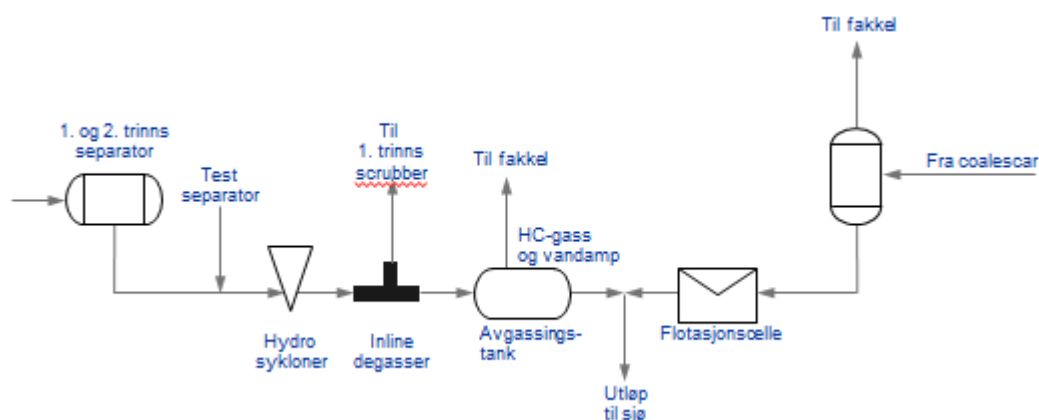 Til fakkel
1. og 2. trinns
separator
Til
1. trinns
scrubber
Test
separator
Til fakkel
Fra coalescar
HC-gass
og vandamp
Hydro
sykloner
Inline
degasser
Avgassings-
tank
Flotasjonscelle
Utløp
til sjø